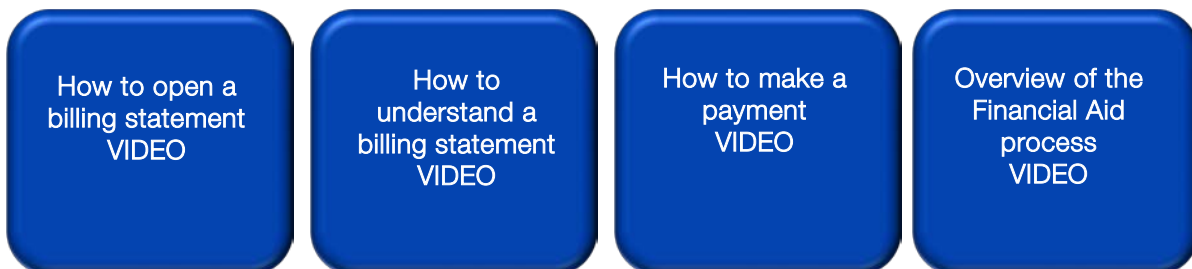 How to open a
billing statement
VIDEO
How to
understand a
billing statement
VIDEO
How to make a
payment
VIDEO
Overview of the
Financial Aid
process
VIDEO